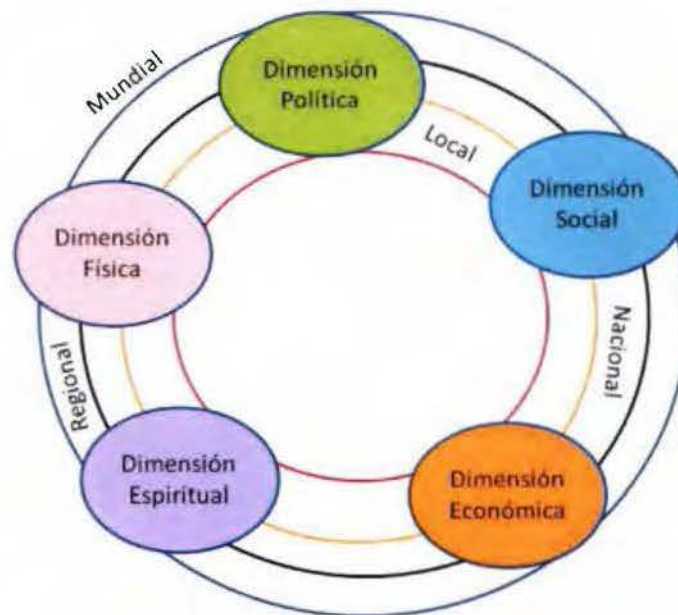 Mundial
Dimensión
Política
Local
Dimensión
Social
Dimensión
Física
Nacional
Regional
Dimensión
Espiritual
Dimensión
Económica